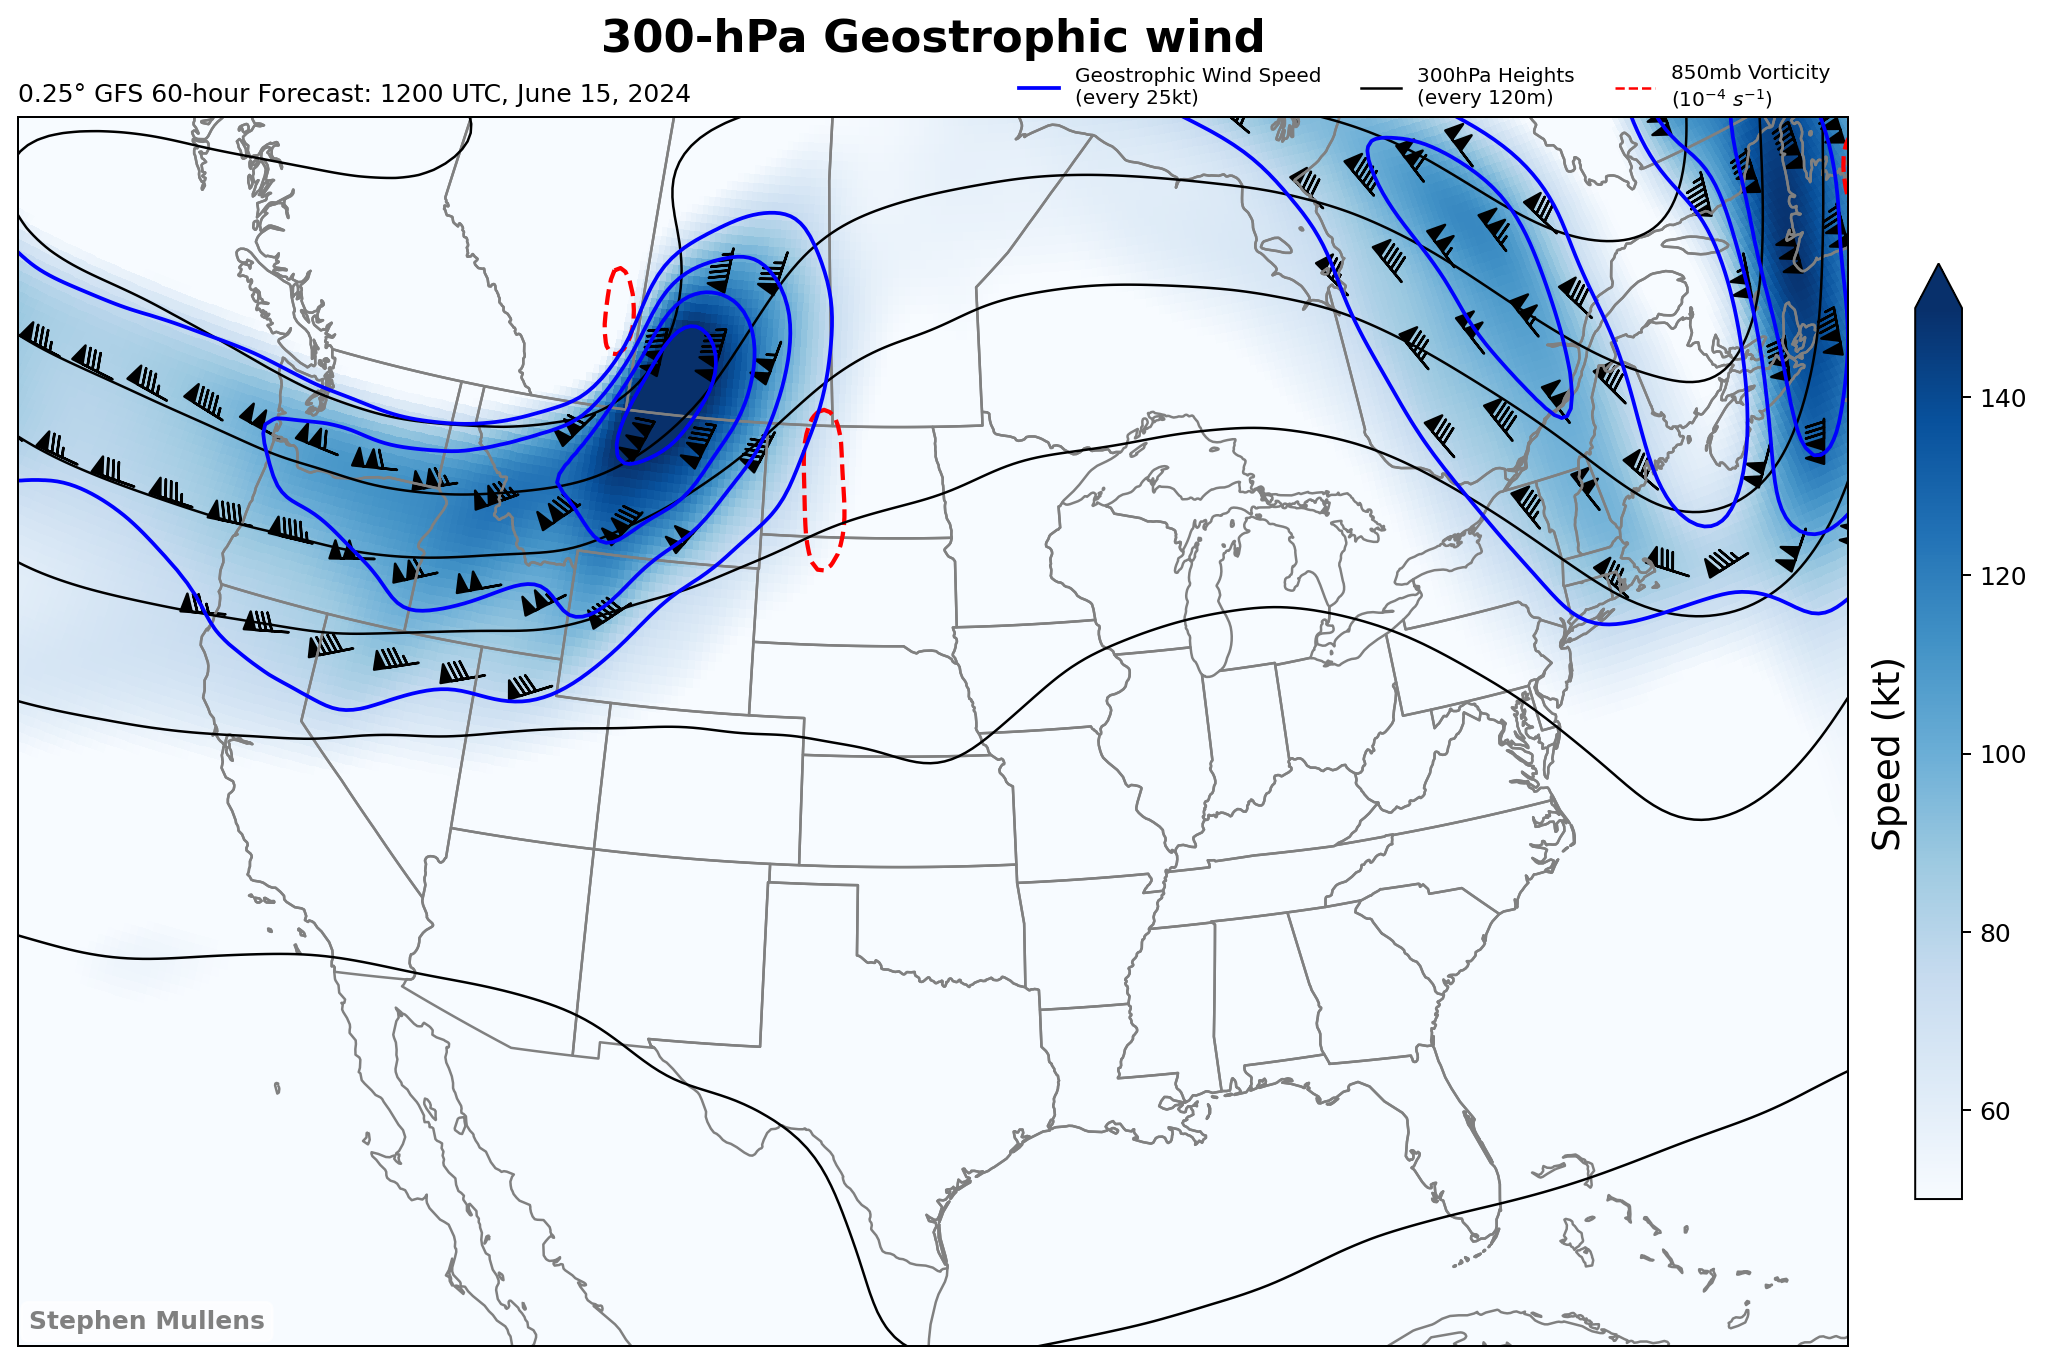 300-hPa Geostrophic wind
0.25° GFS 60-hour Forecast: 1200 UTC, June 15, 2024
Geostrophic Wind Speed
(every 25kt)
300hPa Heights
(every 120m)
850mb Vorticity
(10⁻⁴ s⁻¹)
140
120
100
80
60
Speed (kt)
Stephen Mullens